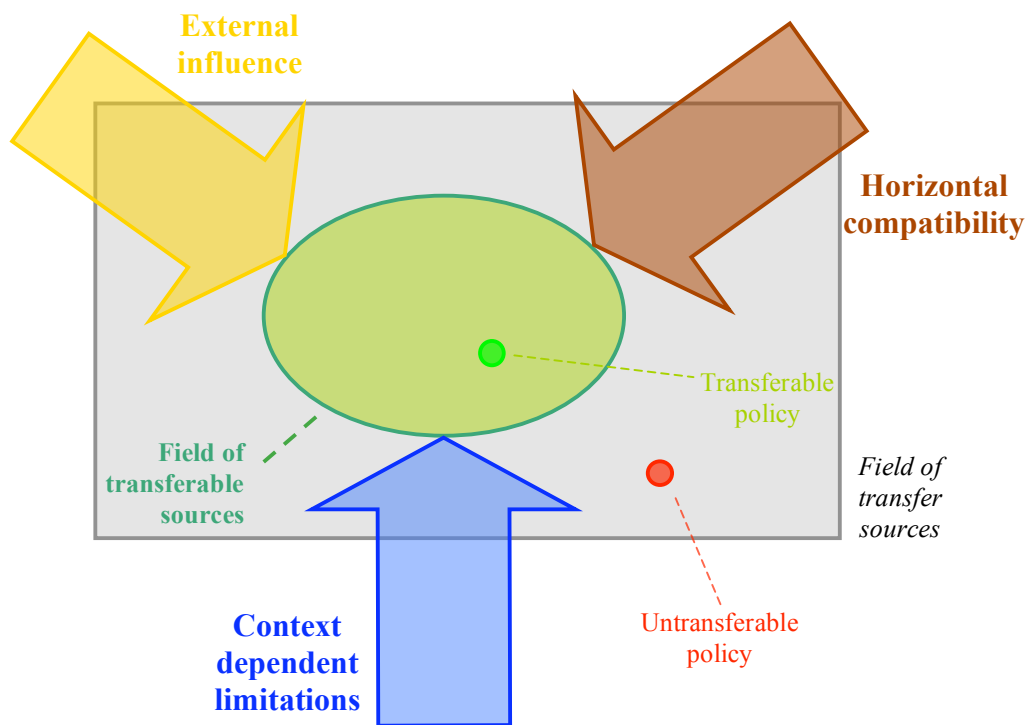 External
influence
Horizontal
compatibility
Transferable
policy
Field of
transferable
sources
Field of
transfer
sources
Untransferable
policy
Context
dependent
limitations